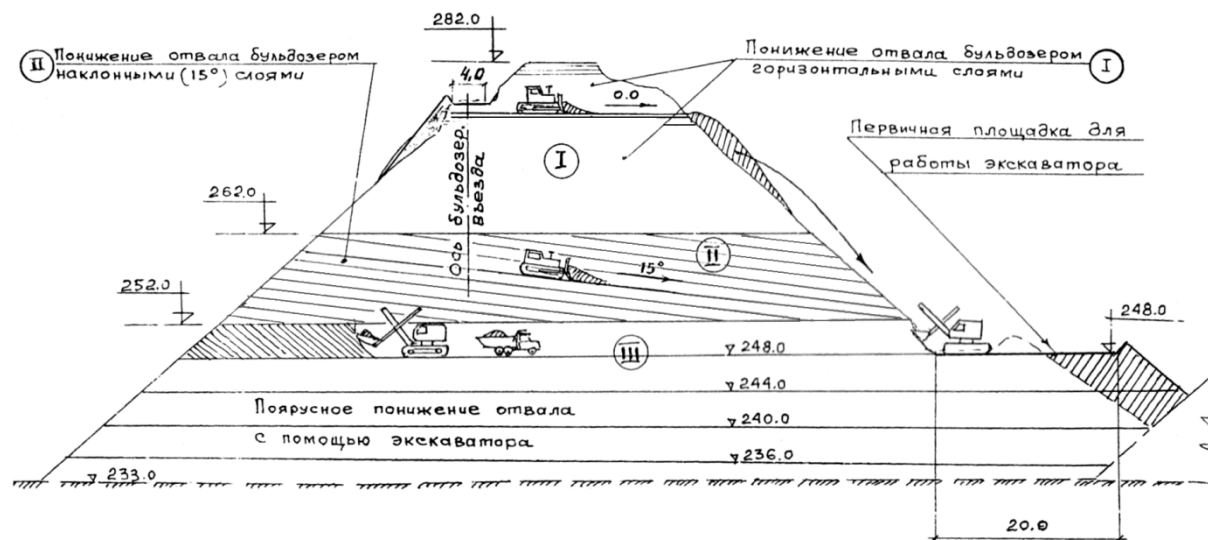 282.0
II Понижение отвала бульдозером
наклонными (15°) слоями
4,0
0.0
Понижение отвала бульдозером I
горизонтальными слоями
Первичная площадка для
работы экскаватора
I
Ось бульдозер.
въезда
262,0
II
15°
252.0
248.0
III
248.0
244.0
Поярусное понижение отвала
240.0
с помощью экскаватора
236.0
233.0
20.0